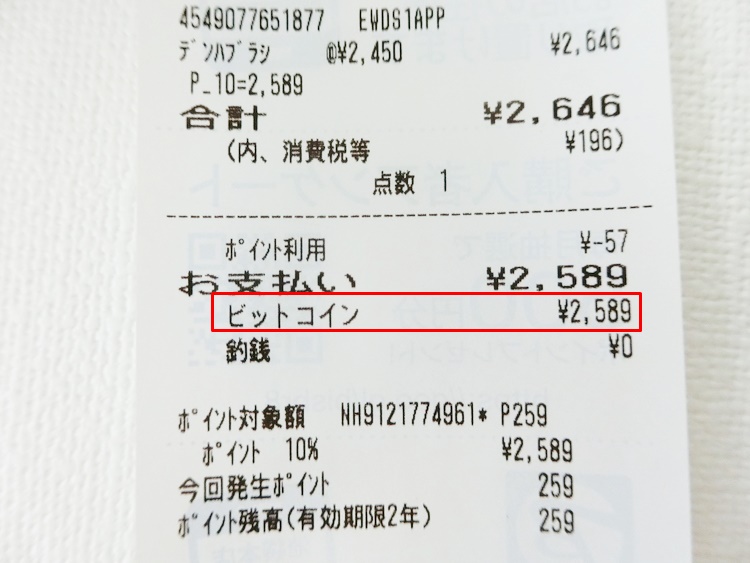 4549077651877 EWDS1APP
ﾃﾞﾝﾊﾌﾞﾗｼ @¥2,450 ¥2,646
P_10=2,589
合計 ¥2,646
(内、消費税等 ¥196)
点数 1
ﾎﾟｲﾝﾄ利用 ¥-57
お支払い ¥2,589
ビットコイン ¥2,589
釣銭 ¥0
ﾎﾟｲﾝﾄ対象額 NH9121774961* P259
ﾎﾟｲﾝﾄ 10% ¥2,589
今回発生ﾎﾟｲﾝﾄ 259
ﾎﾟｲﾝﾄ残高(有効期限2年) 259